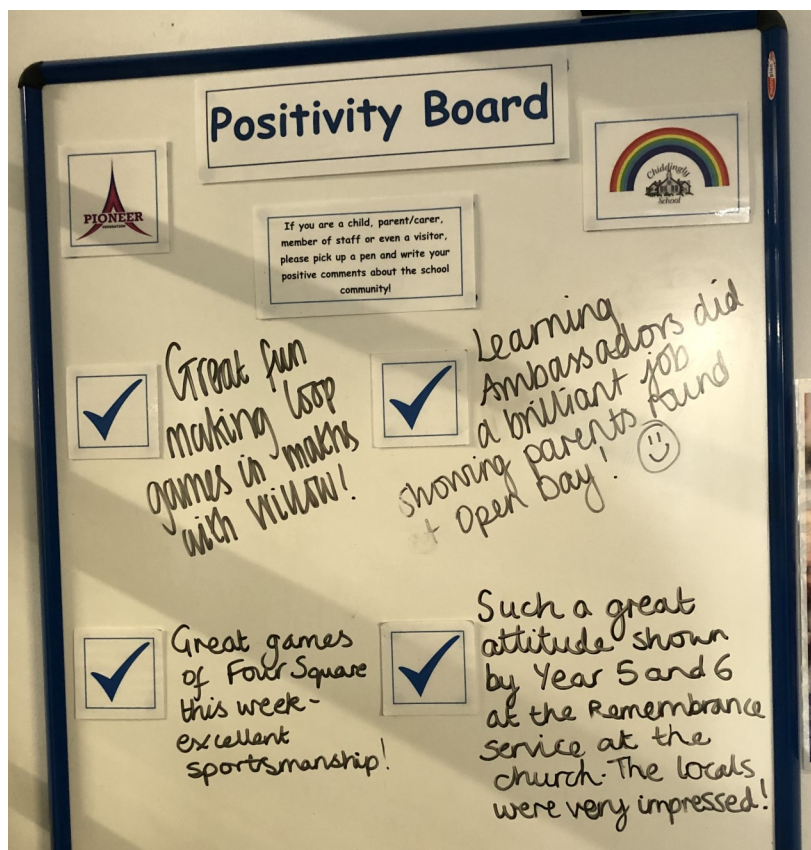 Positivity Board
PIONEER
FEDERATION
Chiddingly
School
If you are a child, parent/carer,
member of staff or even a visitor,
please pick up a pen and write your
positive comments about the school
community!
Great fun
making loop
games in maths
with Willow!
Learning
Ambassadors did
a brilliant job
showing parents round
at Open Day!
Great games
of Four Square
this week-
excellent
sportsmanship!
Such a great
attitude shown
by Year 5 and 6
at the Remembrance
service at the
church. The locals
were very impressed!